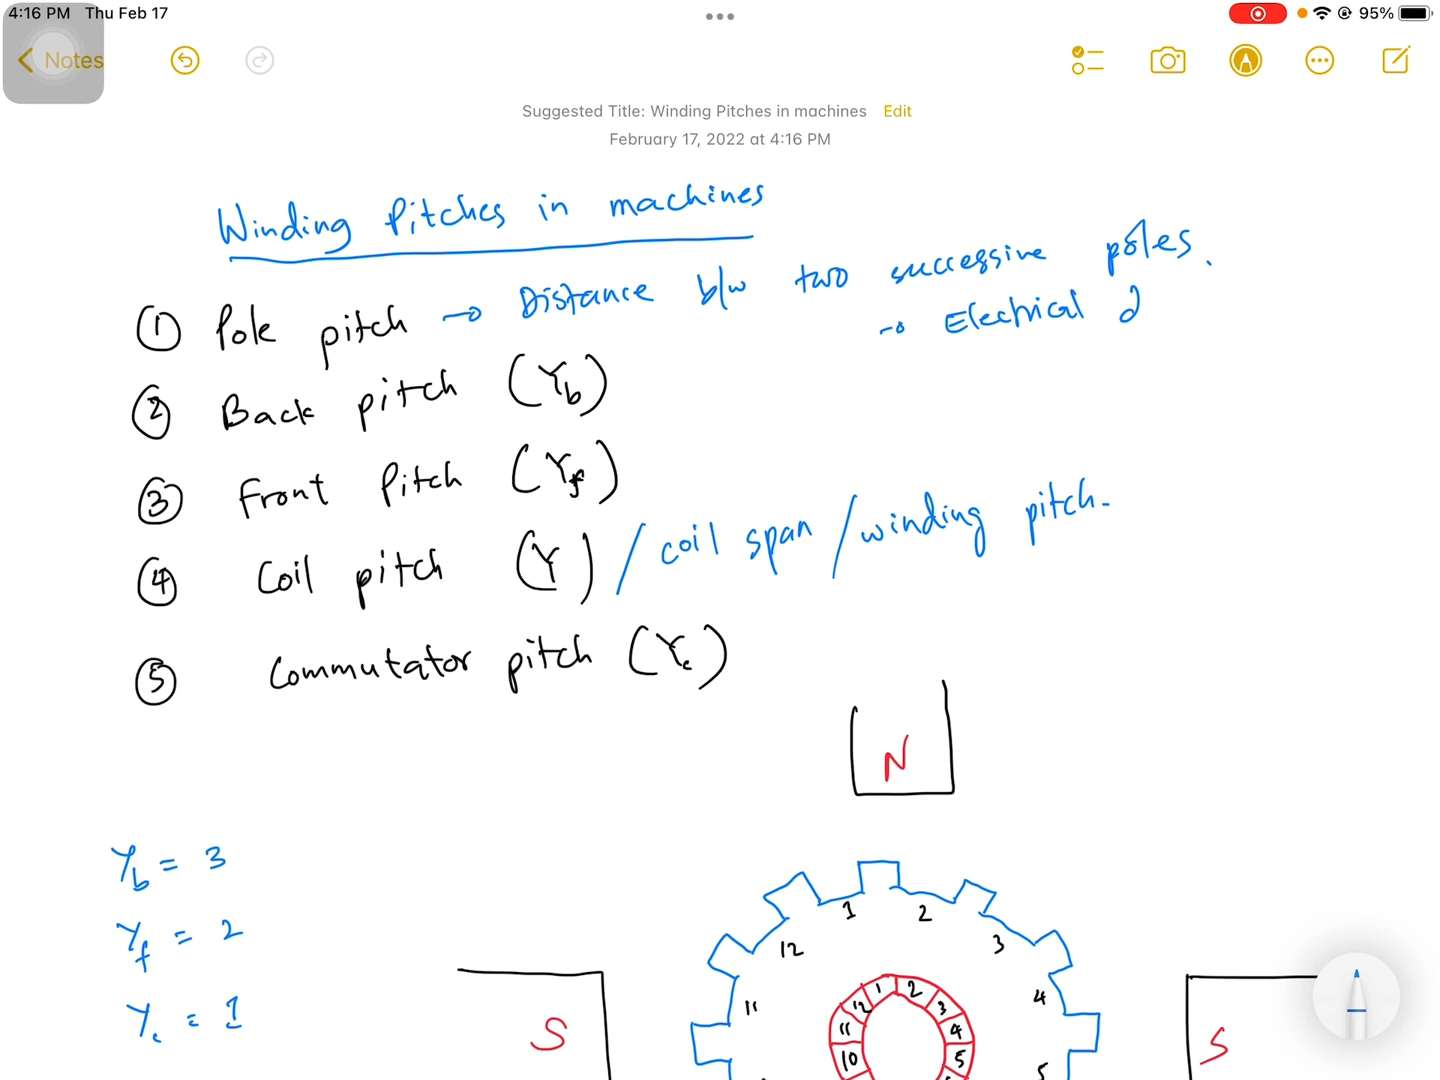 4:16 PM Thu Feb 17
95%
Notes
Suggested Title: Winding Pitches in machines Edit
February 17, 2022 at 4:16 PM
Winding Pitches in machines
① Pole pitch → Distance b/w two successive poles.
→ Electrical
② Back pitch (Yb)
③ Front Pitch (Yf)
④ Coil pitch (Y) / coil span / winding pitch.
⑤ Commutator pitch (Yc)
N
Yb = 3
Yf = 2
Yc = 1
S
S
1 2 3 4 5
11 12
1 2 3 4 5
10 11 12